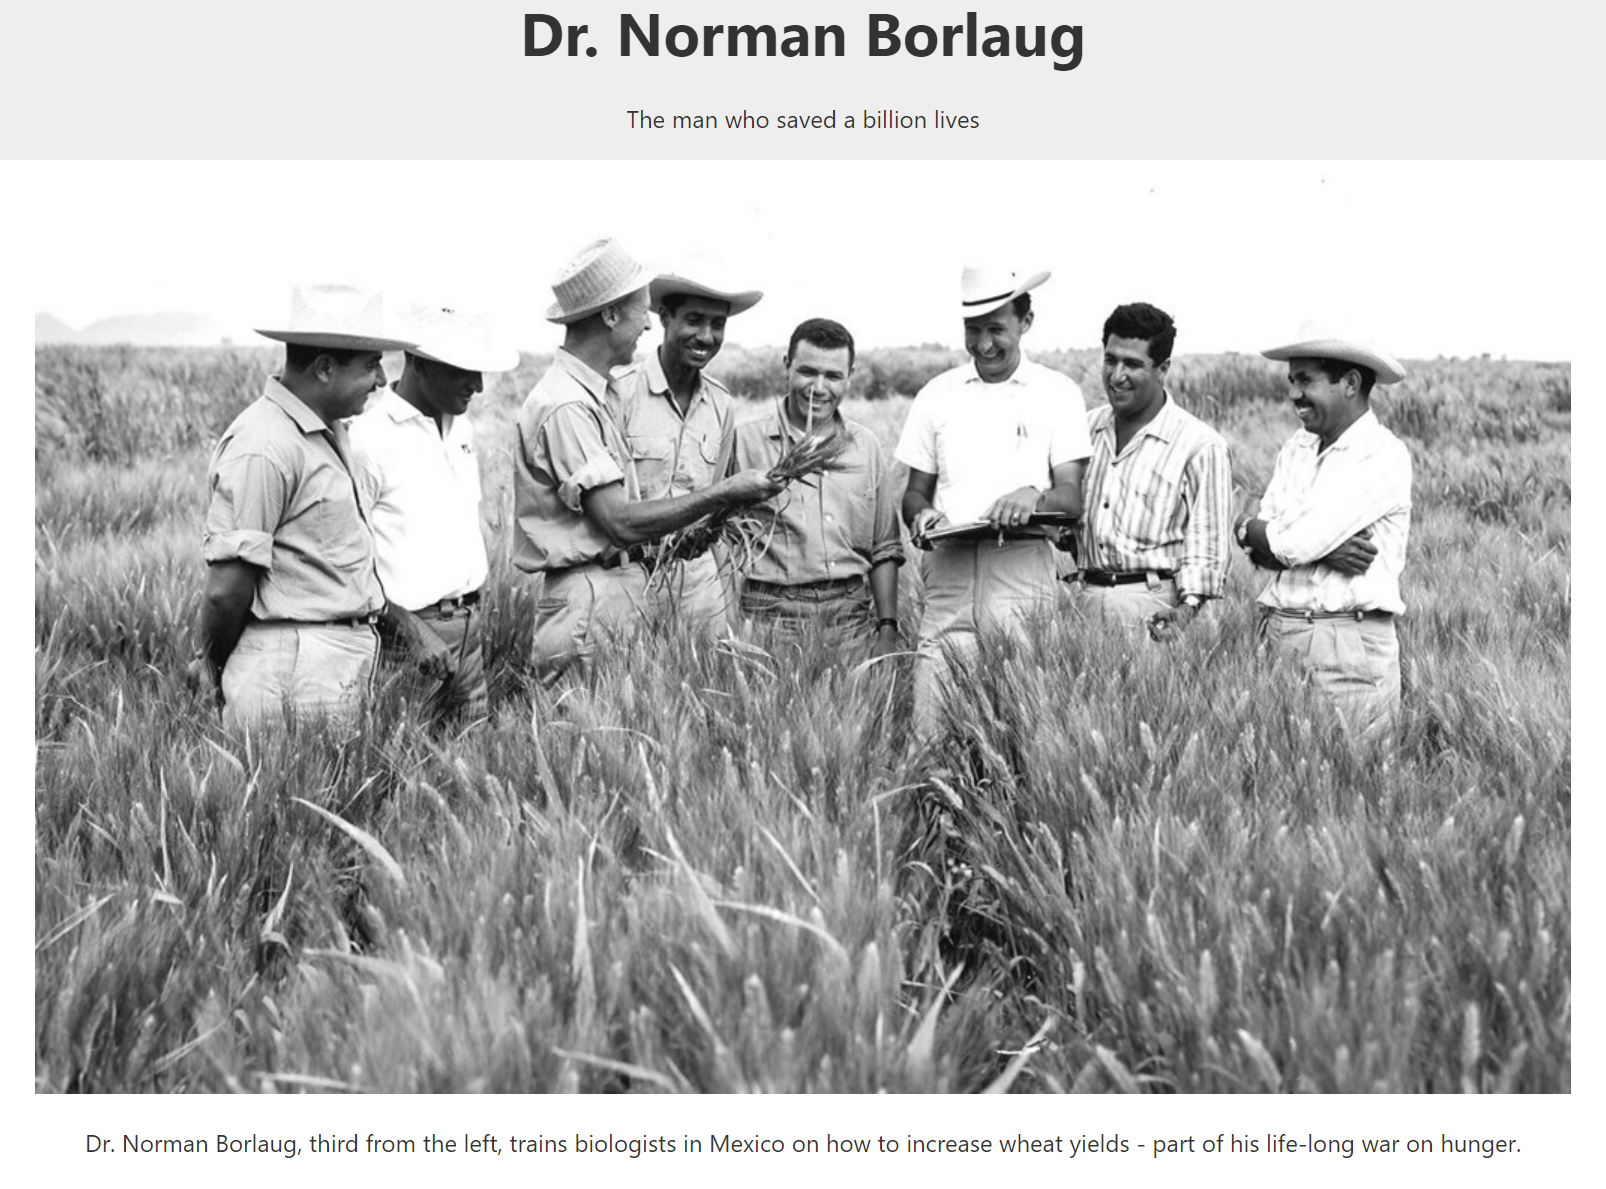 Dr. Norman Borlaug
The man who saved a billion lives
Dr. Norman Borlaug, third from the left, trains biologists in Mexico on how to increase wheat yields - part of his life-long war on hunger.